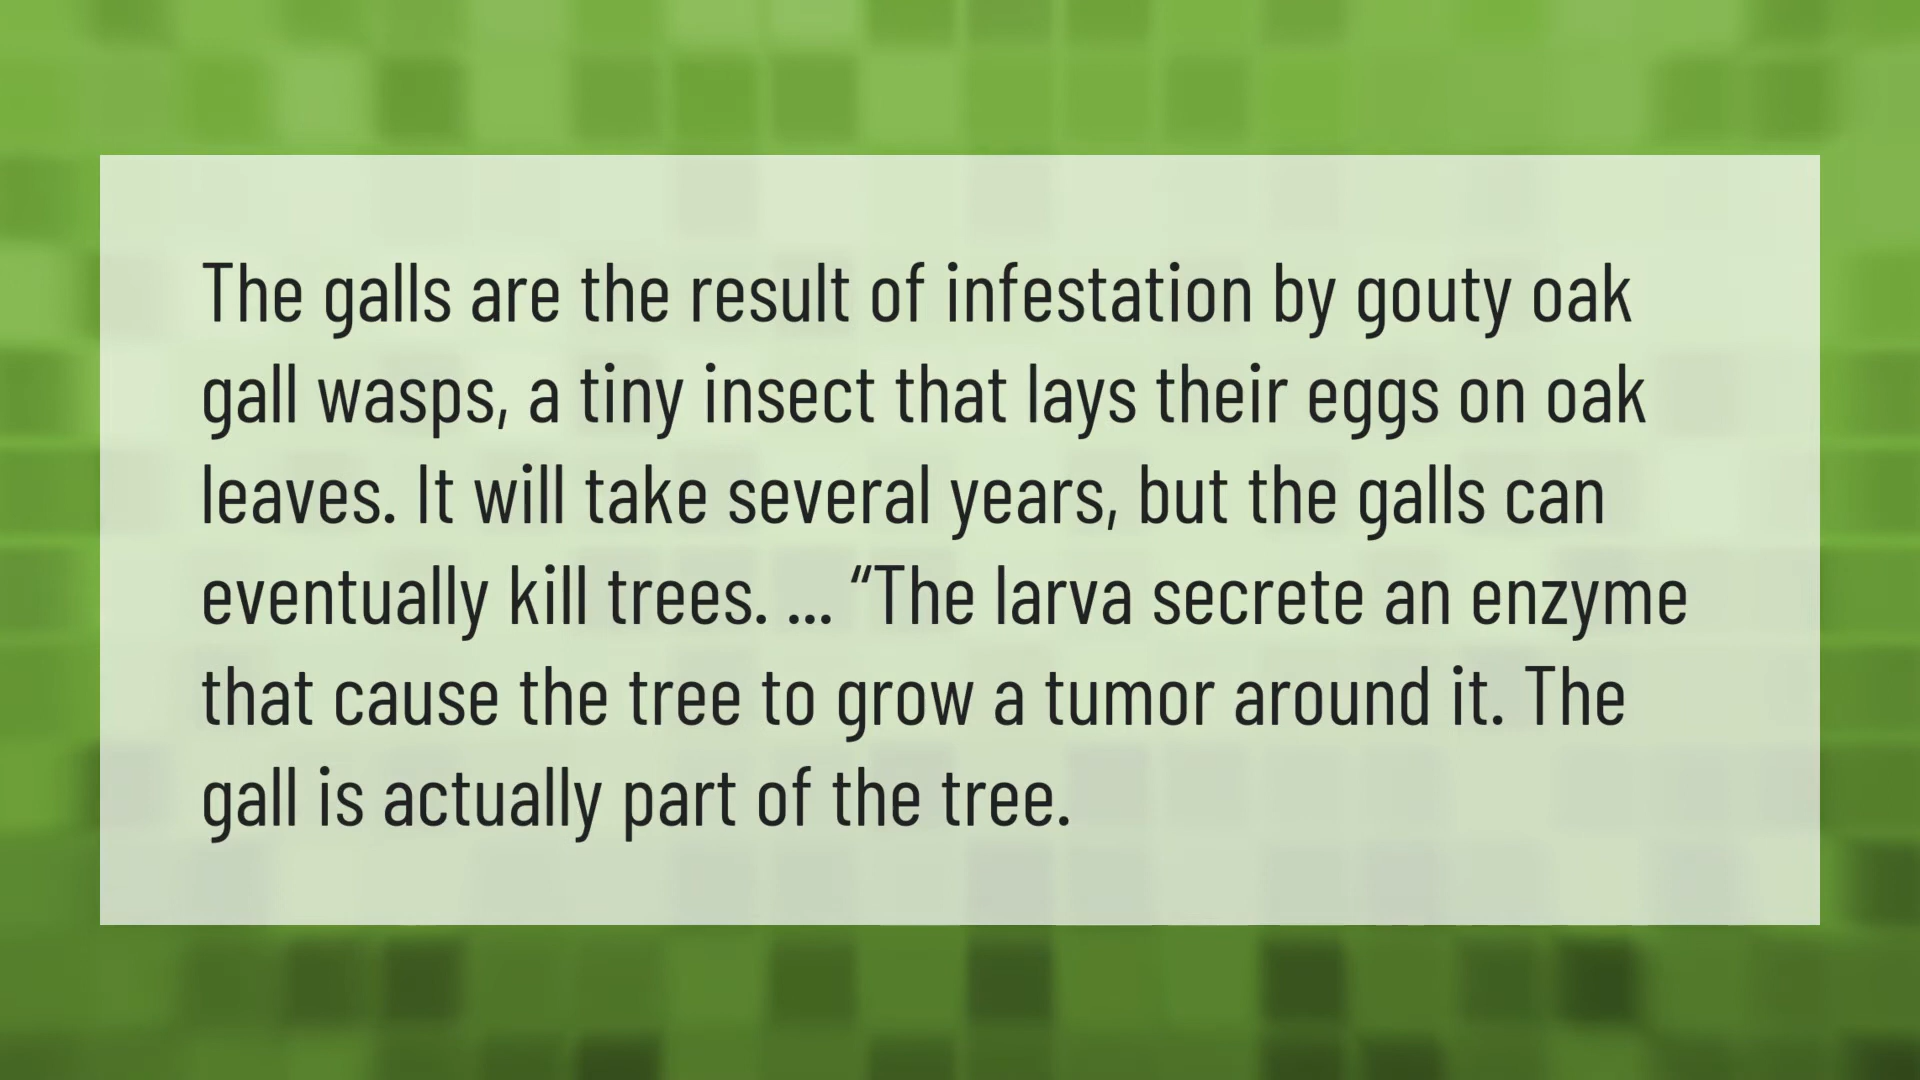 The galls are the result of infestation by gouty oak
gall wasps, a tiny insect that lays their eggs on oak
leaves. It will take several years, but the galls can
eventually kill trees. ... “The larva secrete an enzyme
that cause the tree to grow a tumor around it. The
gall is actually part of the tree.